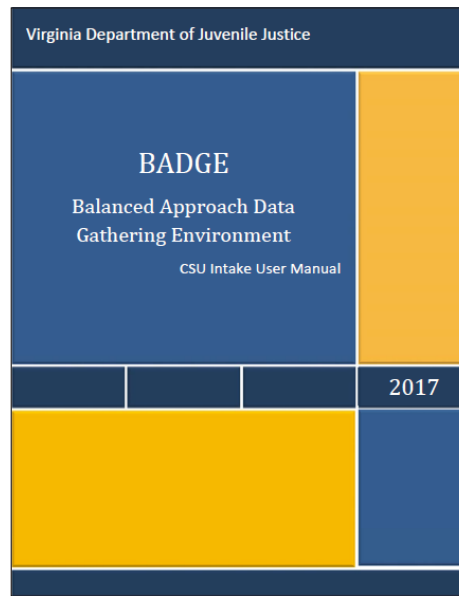 Virginia Department of Juvenile Justice
BADGE
Balanced Approach Data
Gathering Environment
CSU Intake User Manual
2017